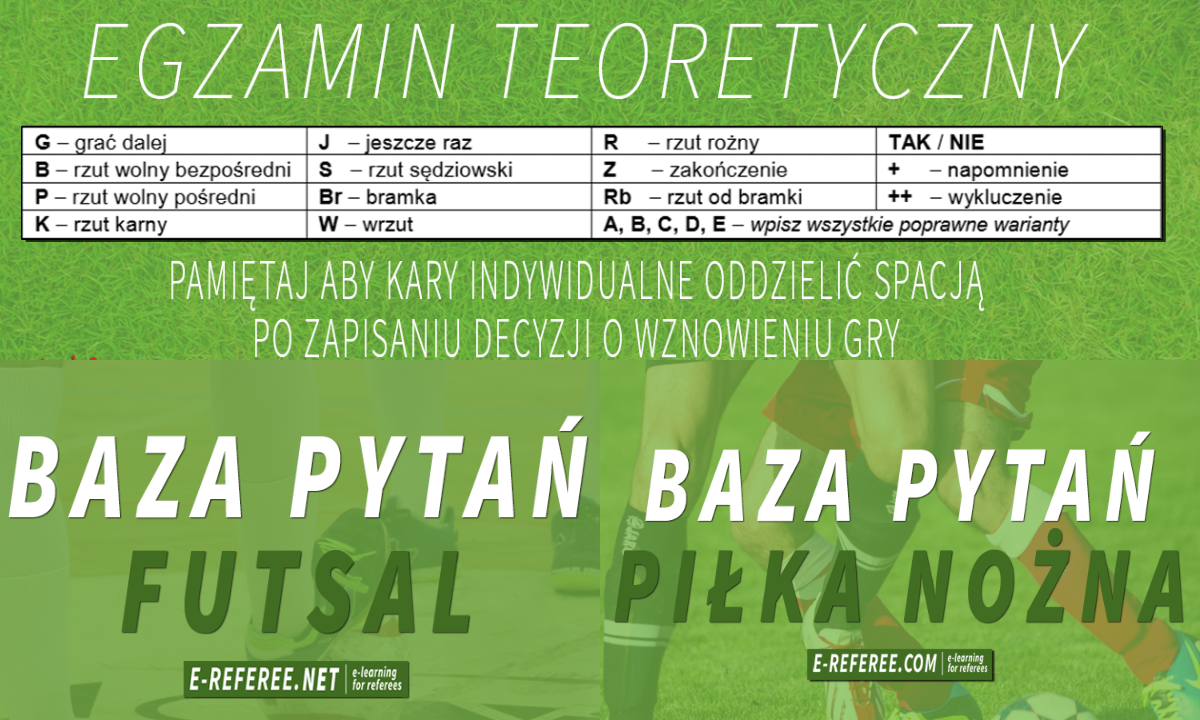 EGZAMIN TEORETYCZNY
G – grać dalej J – jeszcze raz R – rzut rożny TAK / NIE
B – rzut wolny bezpośredni S – rzut sędziowski Z – zakończenie + – napomnienie
P – rzut wolny pośredni Br – bramka Rb – rzut od bramki ++ – wykluczenie
K – rzut karny W – wrzut A, B, C, D, E – wpisz wszystkie poprawne warianty
PAMIĘTAJ ABY KARY INDYWIDUALNE ODDZIELIĆ SPACJĄ
PO ZAPISANIU DECYZJI O WZNOWIENIU GRY
BAZA PYTAŃ
FUTSAL
E-REFEREE.NET
e-learning
for referees
BAZA PYTAŃ
PIŁKA NOŻNA
E-REFEREE.COM
e-learning
for referees